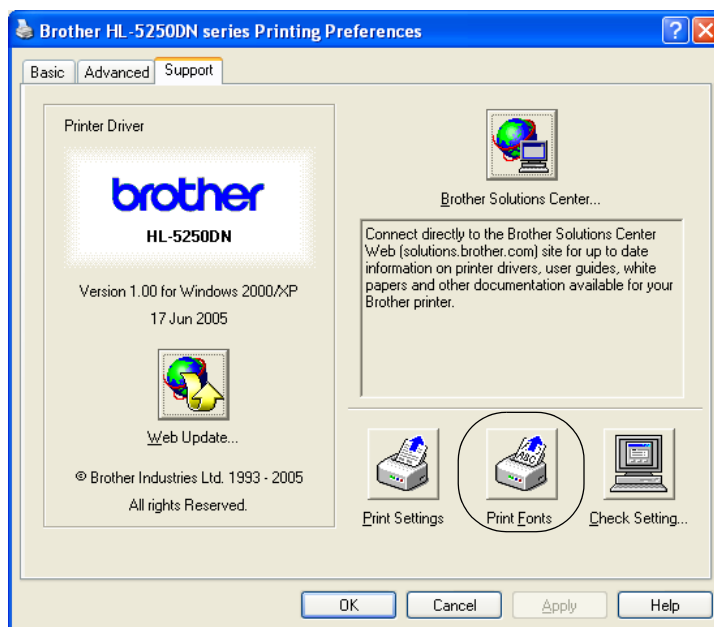 Brother HL-5250DN series Printing Preferences
Basic
Advanced
Support
Printer Driver
brother
HL-5250DN
Version 1.00 for Windows 2000/XP
17 Jun 2005
Web Update...
© Brother Industries Ltd. 1993 - 2005
All rights Reserved.
Brother Solutions Center...
Connect directly to the Brother Solutions Center
Web (solutions.brother.com) site for up to date
information on printer drivers, user guides, white
papers and other documentation available for your
Brother printer.
Print Settings
Print Fonts
Check Setting...
OK
Cancel
Apply
Help